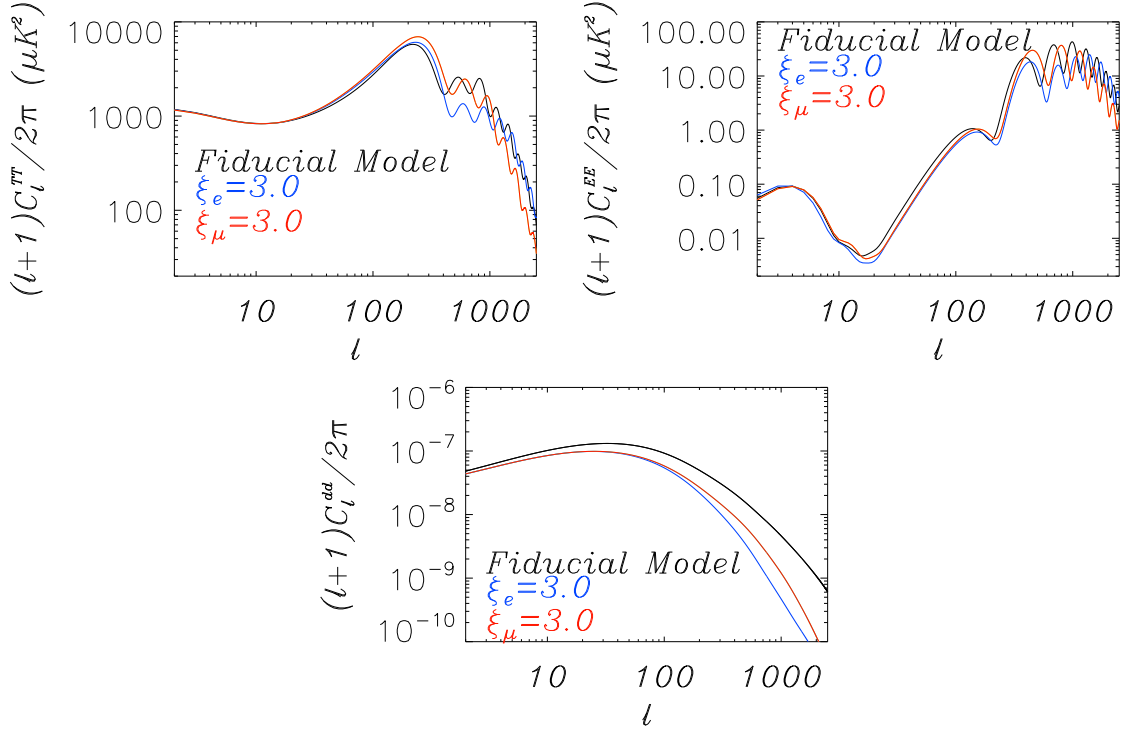 (l+1)C_l^{TT}/2π (μK²)
10000
1000
100
Fiducial Model
ξ_e=3.0
ξ_μ=3.0
10 100 1000
l
(l+1)C_l^{EE}/2π (μK²)
100.00
10.00
1.00
0.10
0.01
Fiducial Model
ξ_e=3.0
ξ_μ=3.0
10 100 1000
l
(l+1)C_l^{dd}/2π
10^{-6}
10^{-7}
10^{-8}
10^{-9}
10^{-10}
Fiducial Model
ξ_e=3.0
ξ_μ=3.0
10 100 1000
l